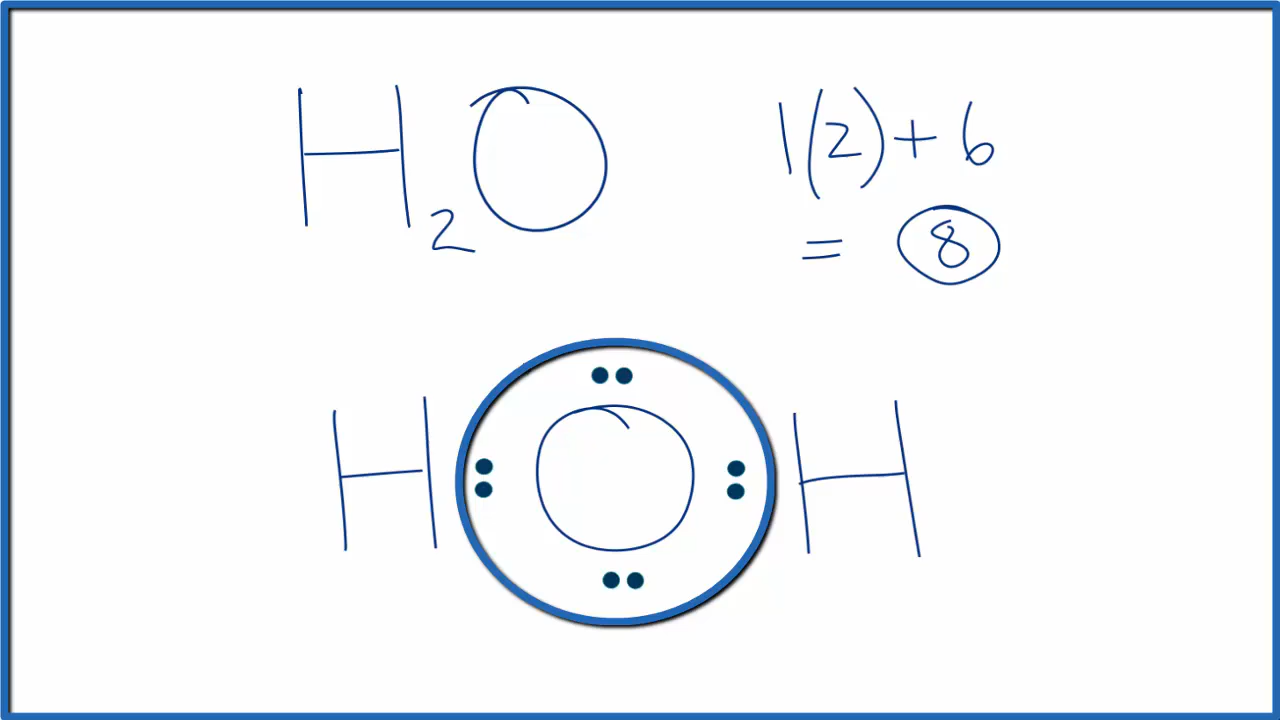 H2O
1(2)+6
= 8
H O H